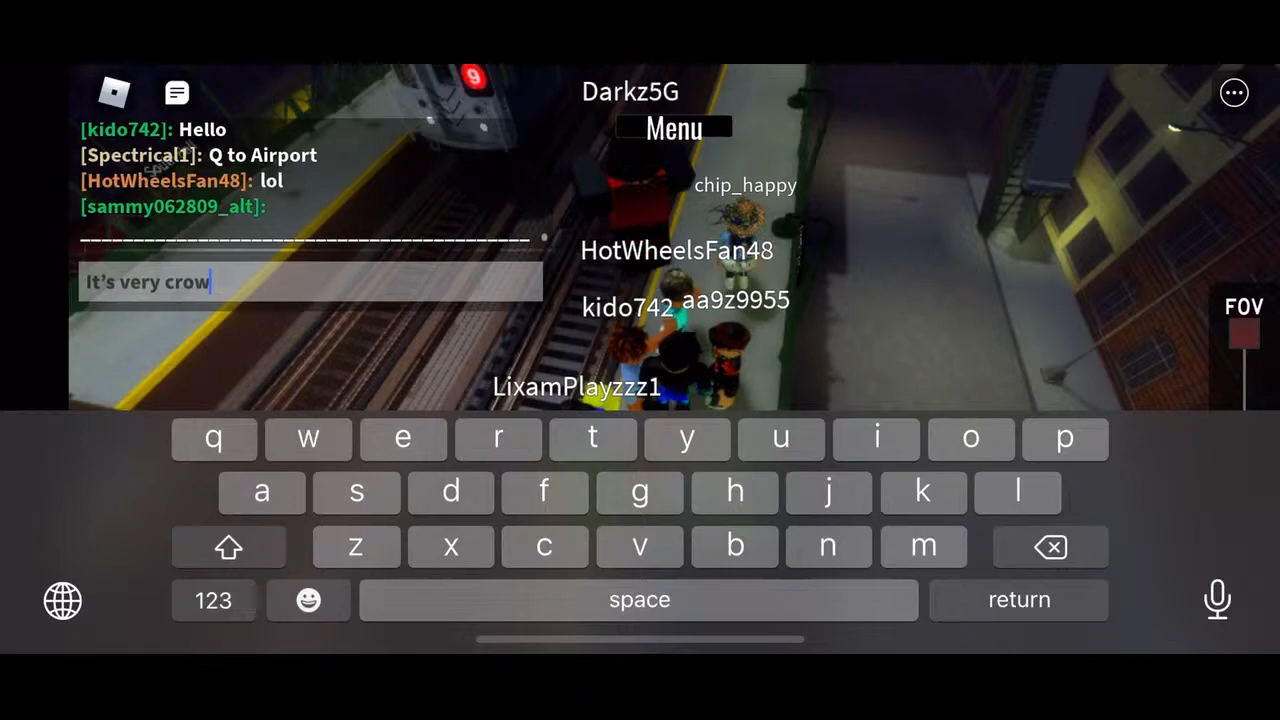 9
Darkz5G
Menu
[kido742]: Hello
[Spectrical1]: Q to Airport
[HotWheelsFan48]: lol
[sammy062809_alt]:
It's very crow
chip_happy
HotWheelsFan48
kido742
aa9z9955
LixamPlayzzz1
FOV
q w e r t y u i o p
a s d f g h j k l
z x c v b n m
123 space return